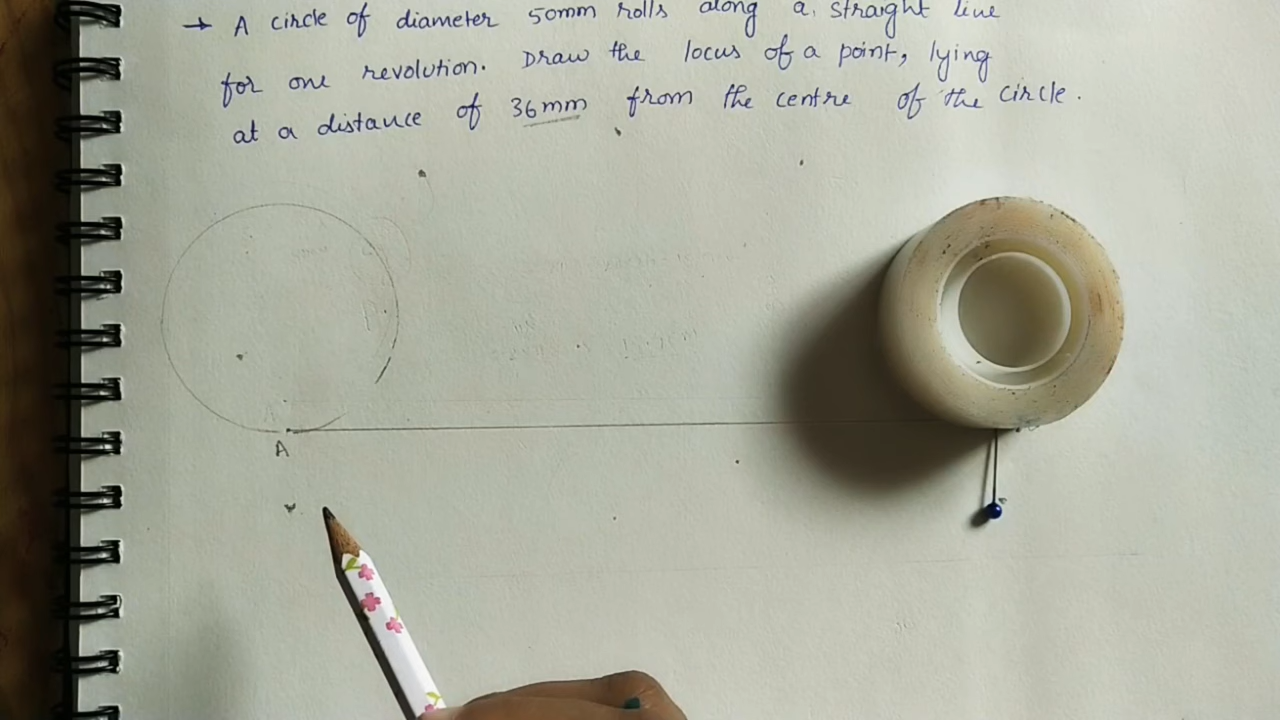 → A circle of diameter 50mm rolls along a straight line
for one revolution. Draw the locus of a point, lying
at a distance of 36mm from the centre of the circle.
A